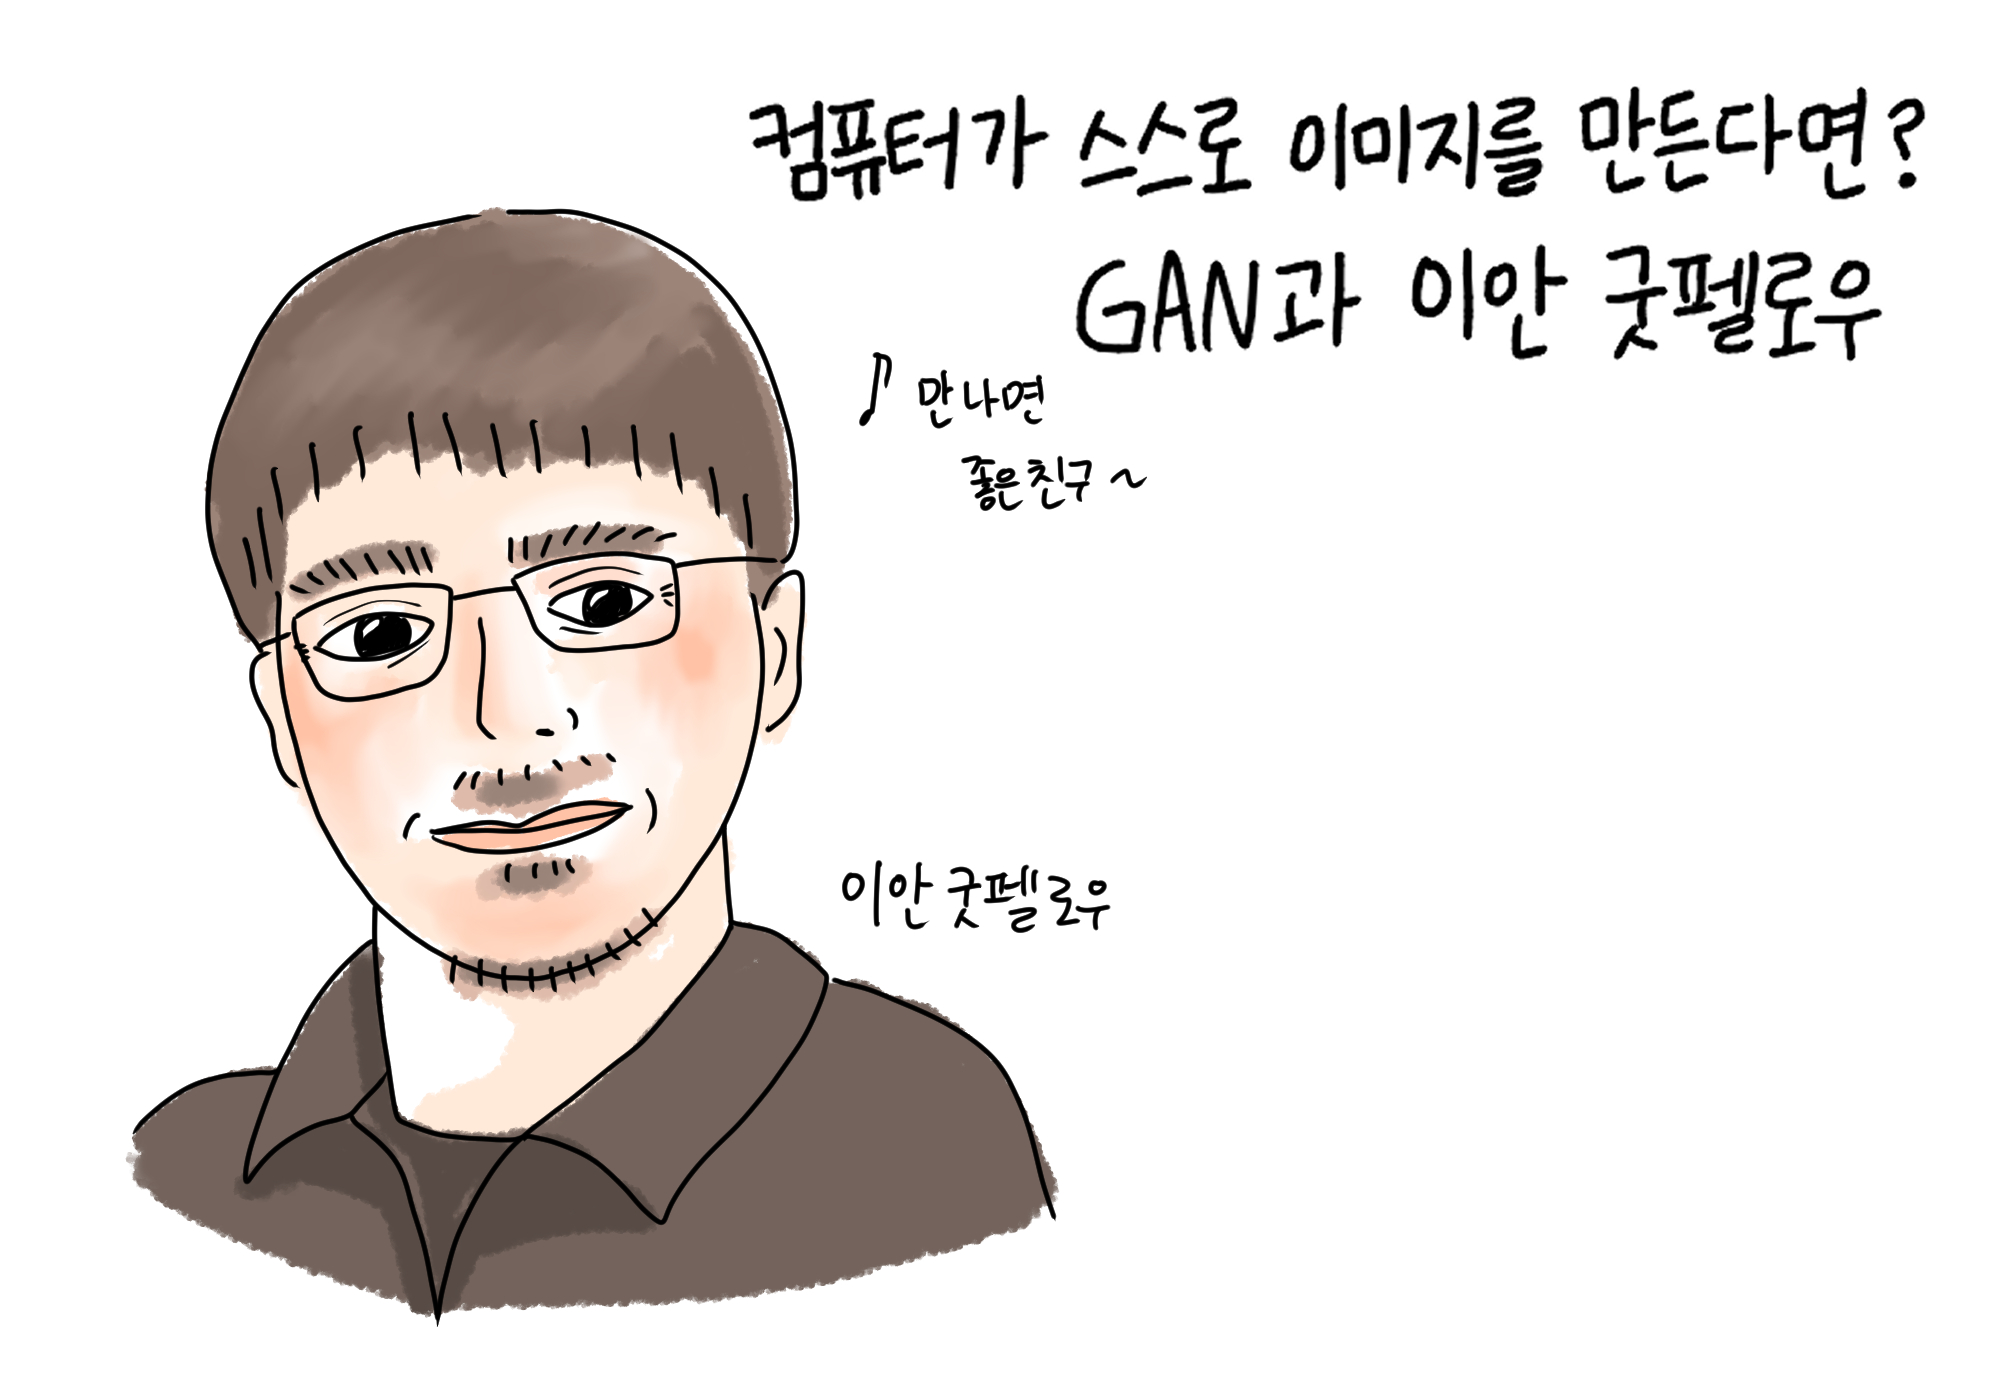 컴퓨터가 스스로 이미지를 만든다면?
GAN과 이안 굿펠로우
만나면
좋은친구~
이안 굿펠로우